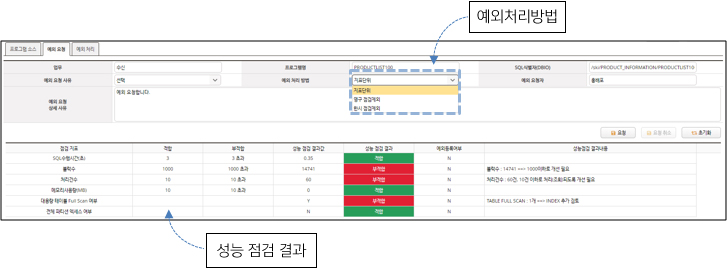 예외처리방법
프로그램 소스 예외 요청 예외 처리
업무 수신 프로그램명 PRODUCTLIST100 SQL식별자(DBIO) /nxi/PRODUCT_INFORMATION/PRODUCTLIST10
예외 요청 사유 선택 예외 처리 방법 지표단위 예외 요청자 홍길동
지표단위
영구 점검제외
한시 점검제외
예외 요청
상세 사유
예외 요청합니다.
요청 요청 취소 초기화
점검 지표 적합 부적합 성능 점검 결과값 성능 점검 결과 예외등록여부 성능점검 결과내용
SQL수행시간(초) 3 3 초과 0.35 적합 N
블럭수 1000 1000 초과 14741 부적합 N 블럭수 : 14741 ==> 1000이하로 개선 필요
처리건수 10 10 초과 60 부적합 N 처리건수 : 60건, 10건 이하로 처리(조회)되도록 개선 필요
메모리사용량(MB) 10 10 초과 0 적합 N
대용량 테이블 Full Scan 여부 Y 부적합 N TABLE FULL SCAN : 1개 ==> INDEX 추가 검토
전체 파티션 액세스 여부 N 적합 N
성능 점검 결과